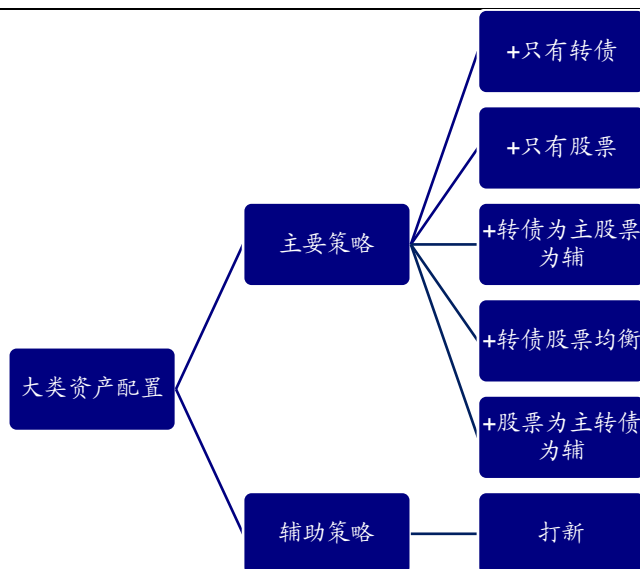 +只有转债
+只有股票
主要策略
+转债为主股票
为辅
+转债股票均衡
大类资产配置
+股票为主转债
为辅
辅助策略
打新